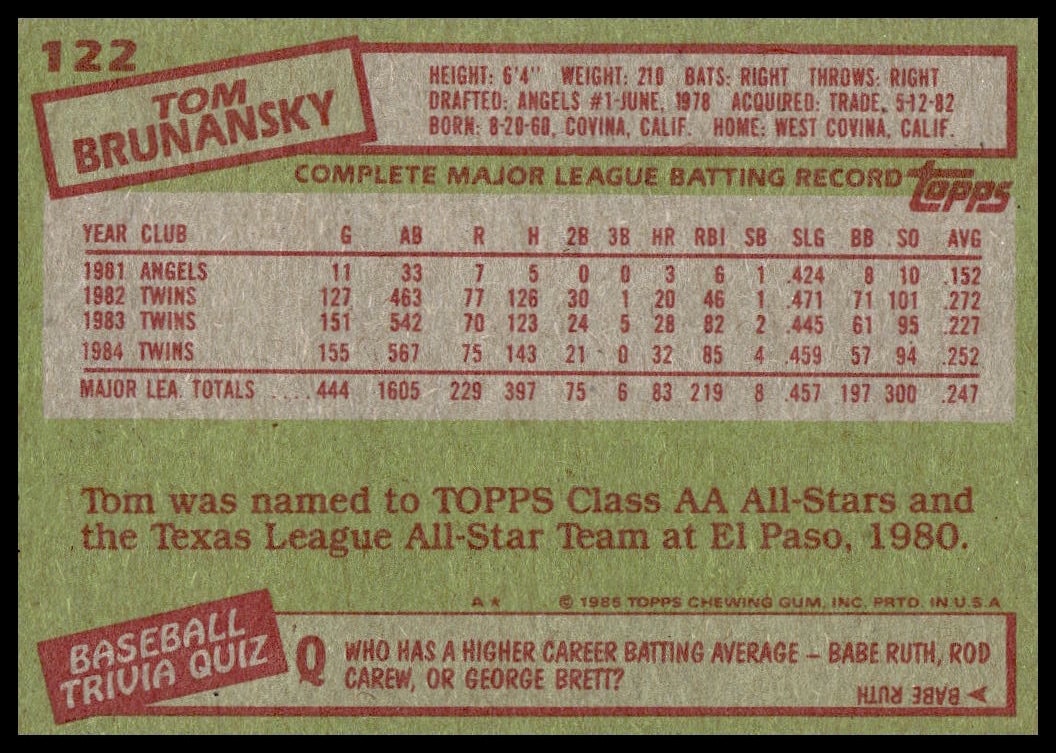 122
TOM
BRUNANSKY
HEIGHT: 6'4" WEIGHT: 210 BATS: RIGHT THROWS: RIGHT
DRAFTED: ANGELS #1-JUNE, 1978 ACQUIRED: TRADE, 5-12-82
BORN: 8-20-60, COVINA, CALIF. HOME: WEST COVINA, CALIF.
COMPLETE MAJOR LEAGUE BATTING RECORD topps
YEAR CLUB G AB R H 2B 3B HR RBI SB SLG BB SO AVG
1981 ANGELS 11 33 7 5 0 0 3 6 1 .424 8 10 .152
1982 TWINS 127 463 77 126 30 1 20 46 1 .471 71 101 .272
1983 TWINS 151 542 70 123 24 5 28 82 2 .445 61 95 .227
1984 TWINS 155 567 75 143 21 0 32 85 4 .459 57 94 .252
MAJOR LEA. TOTALS ....444 1605 229 397 75 6 83 219 8 .457 197 300 .247
Tom was named to TOPPS Class AA All-Stars and
the Texas League All-Star Team at El Paso, 1980.
A★ © 1985 TOPPS CHEWING GUM, INC. PRTD. IN U.S.A.
BASEBALL
TRIVIA QUIZ
Q WHO HAS A HIGHER CAREER BATTING AVERAGE – BABE RUTH, ROD
CAREW, OR GEORGE BRETT?
A BABE RUTH